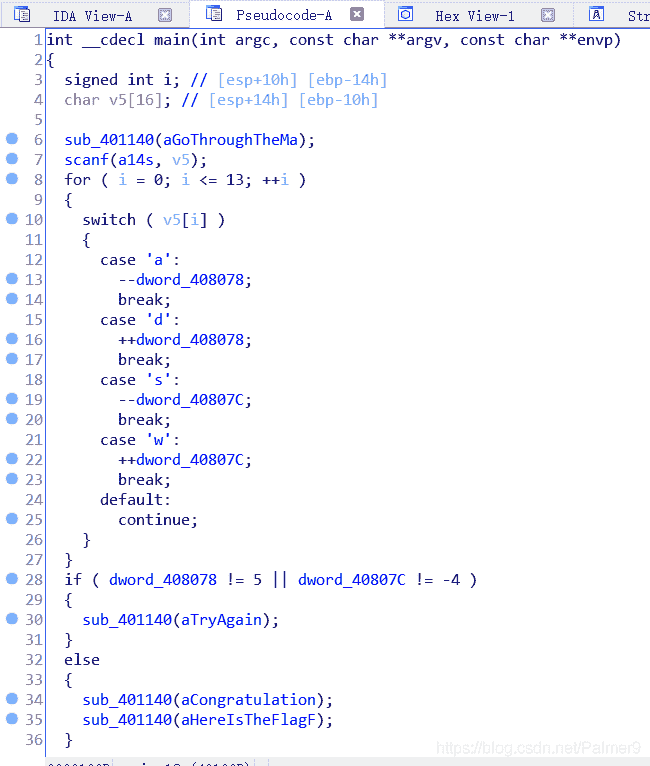 IDA View-A Pseudocode-A Hex View-1 Str
1 int __cdecl main(int argc, const char **argv, const char **envp)
2 {
3 signed int i; // [esp+10h] [ebp-14h]
4 char v5[16]; // [esp+14h] [ebp-10h]
5
6 sub_401140(aGoThroughTheMa);
7 scanf(a14s, v5);
8 for ( i = 0; i <= 13; ++i )
9 {
10 switch ( v5[i] )
11 {
12 case 'a':
13 --dword_408078;
14 break;
15 case 'd':
16 ++dword_408078;
17 break;
18 case 's':
19 --dword_40807C;
20 break;
21 case 'w':
22 ++dword_40807C;
23 break;
24 default:
25 continue;
26 }
27 }
28 if ( dword_408078 != 5 || dword_40807C != -4 )
29 {
30 sub_401140(aTryAgain);
31 }
32 else
33 {
34 sub_401140(aCongratulation);
35 sub_401140(aHereIsTheFlagF);
36 }
https://blog.csdn.net/Palmer9